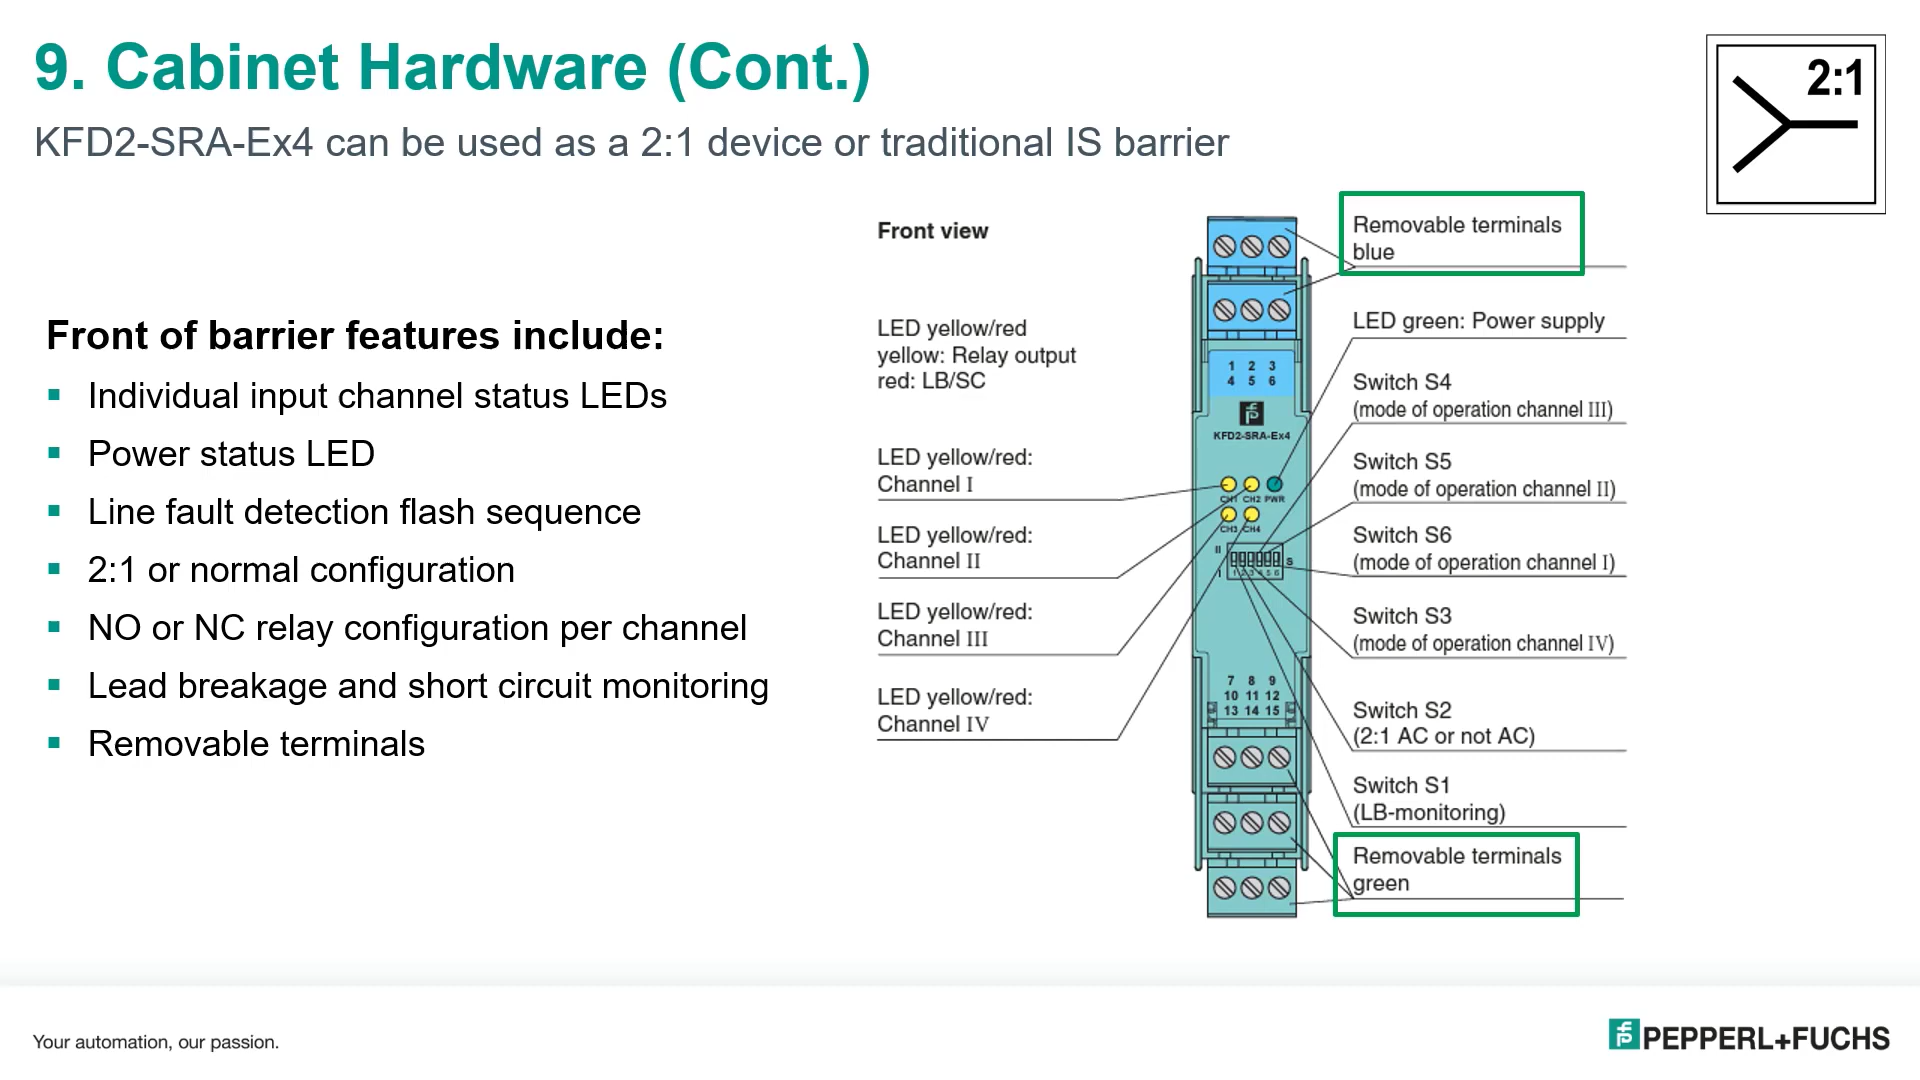 9. Cabinet Hardware (Cont.)
KFD2-SRA-Ex4 can be used as a 2:1 device or traditional IS barrier
2:1
Front of barrier features include:
▪ Individual input channel status LEDs
▪ Power status LED
▪ Line fault detection flash sequence
▪ 2:1 or normal configuration
▪ NO or NC relay configuration per channel
▪ Lead breakage and short circuit monitoring
▪ Removable terminals
Front view
LED yellow/red
yellow: Relay output
red: LB/SC
LED yellow/red:
Channel I
LED yellow/red:
Channel II
LED yellow/red:
Channel III
LED yellow/red:
Channel IV
1 2 3
4 5 6
KFD2-SRA-Ex4
CH1 CH2 PWR
CH3 CH4
II
S
I
1 2 3 4 5 6
7 8 9
10 11 12
13 14 15
Removable terminals
blue
LED green: Power supply
Switch S4
(mode of operation channel III)
Switch S5
(mode of operation channel II)
Switch S6
(mode of operation channel I)
Switch S3
(mode of operation channel IV)
Switch S2
(2:1 AC or not AC)
Switch S1
(LB-monitoring)
Removable terminals
green
Your automation, our passion.
PEPPERL+FUCHS